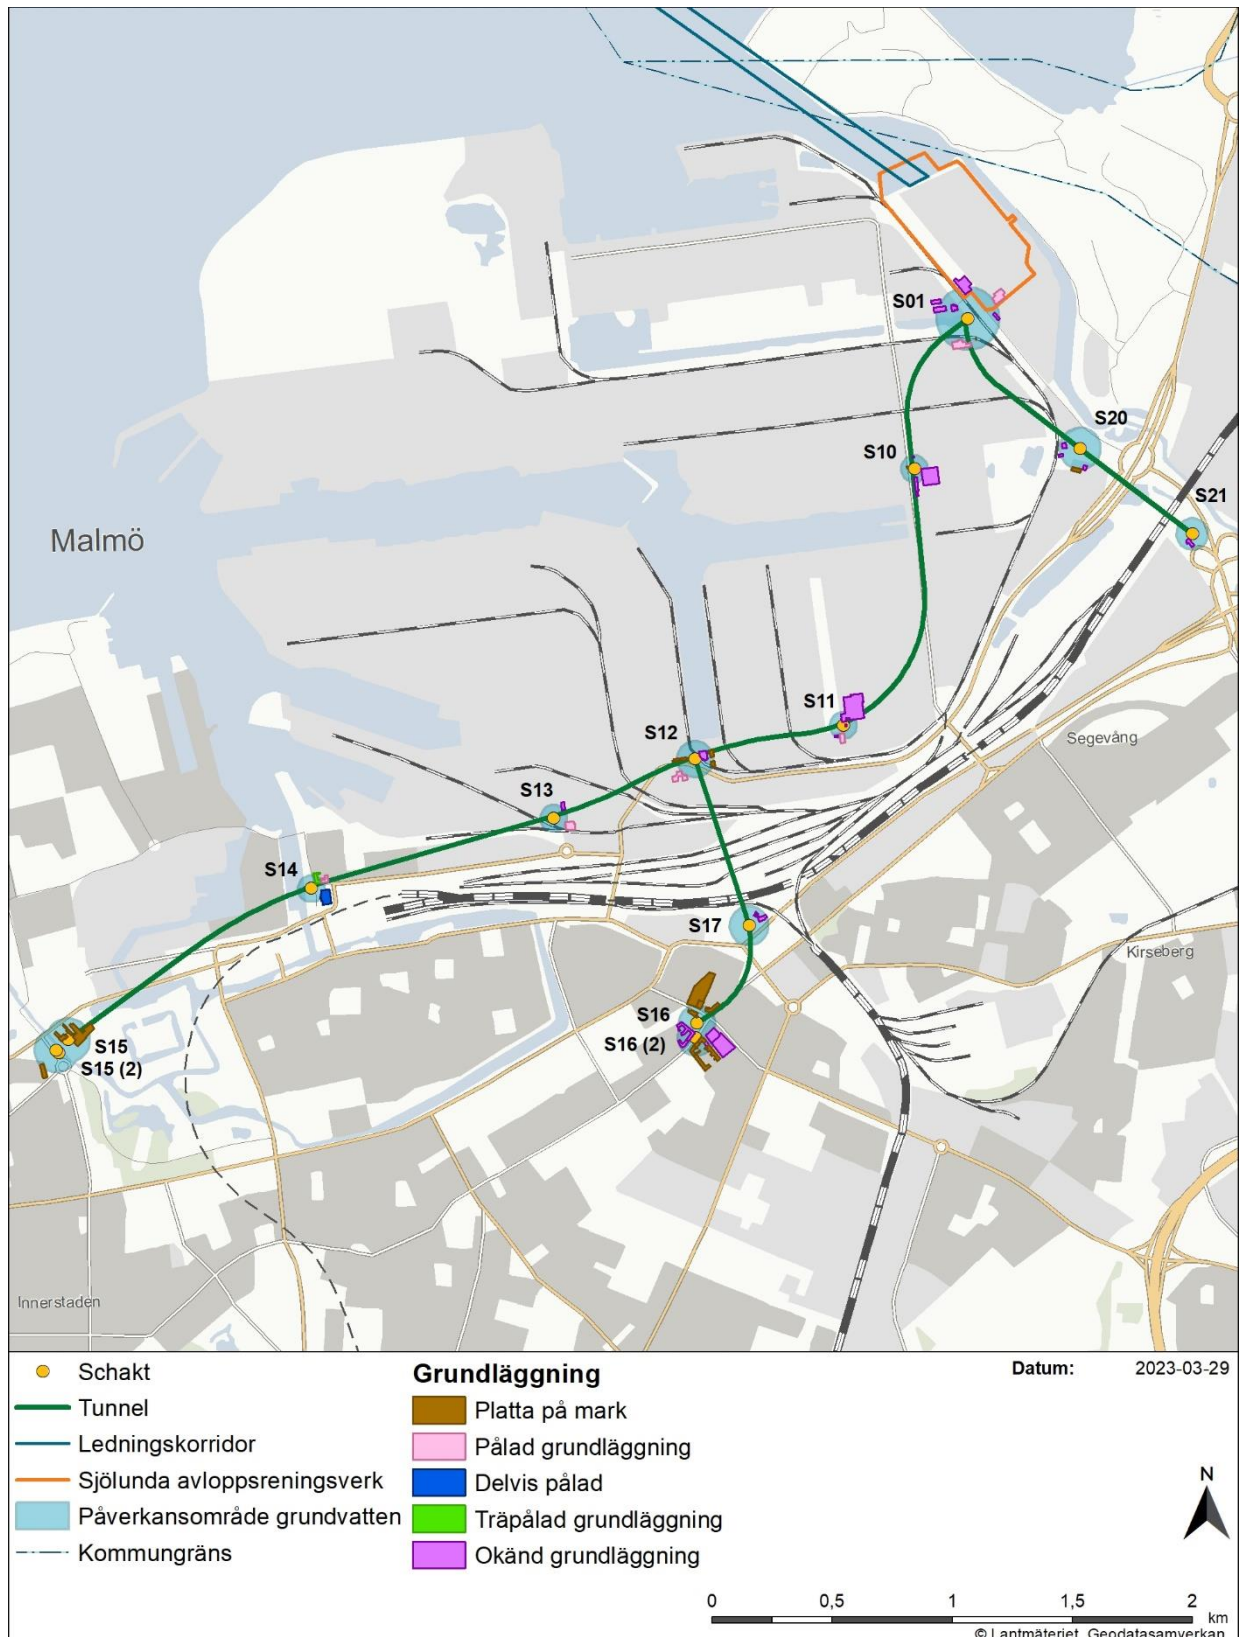 S01
S20
S10
S21
Malmö
S11
S12
Segevång
S13
S14
S17
Kirseberg
S16
S16 (2)
S15
S15 (2)
Innerstaden
Schakt
Tunnel
Ledningskorridor
Sjölunda avloppsreningsverk
Påverkansområde grundvatten
Kommungräns
Grundläggning
Platta på mark
Pålad grundläggning
Delvis pålad
Träpålad grundläggning
Okänd grundläggning
Datum: 2023-03-29
N
0 0,5 1 1,5 2
km
© Lantmäteriet, Geodatasamverkan